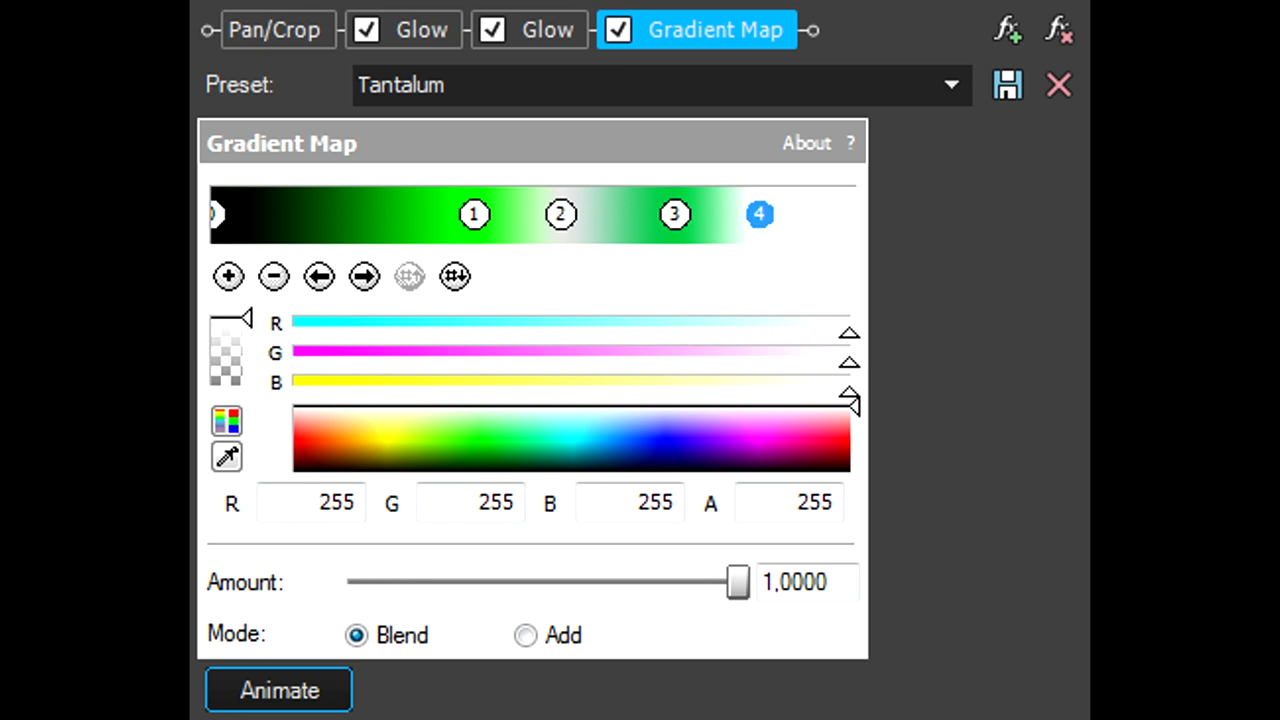 Pan/Crop Glow Glow Gradient Map
Preset: Tantalum
Gradient Map About ?
1 2 3 4
R
G
B
R 255 G 255 B 255 A 255
Amount: 1,0000
Mode: Blend Add
Animate